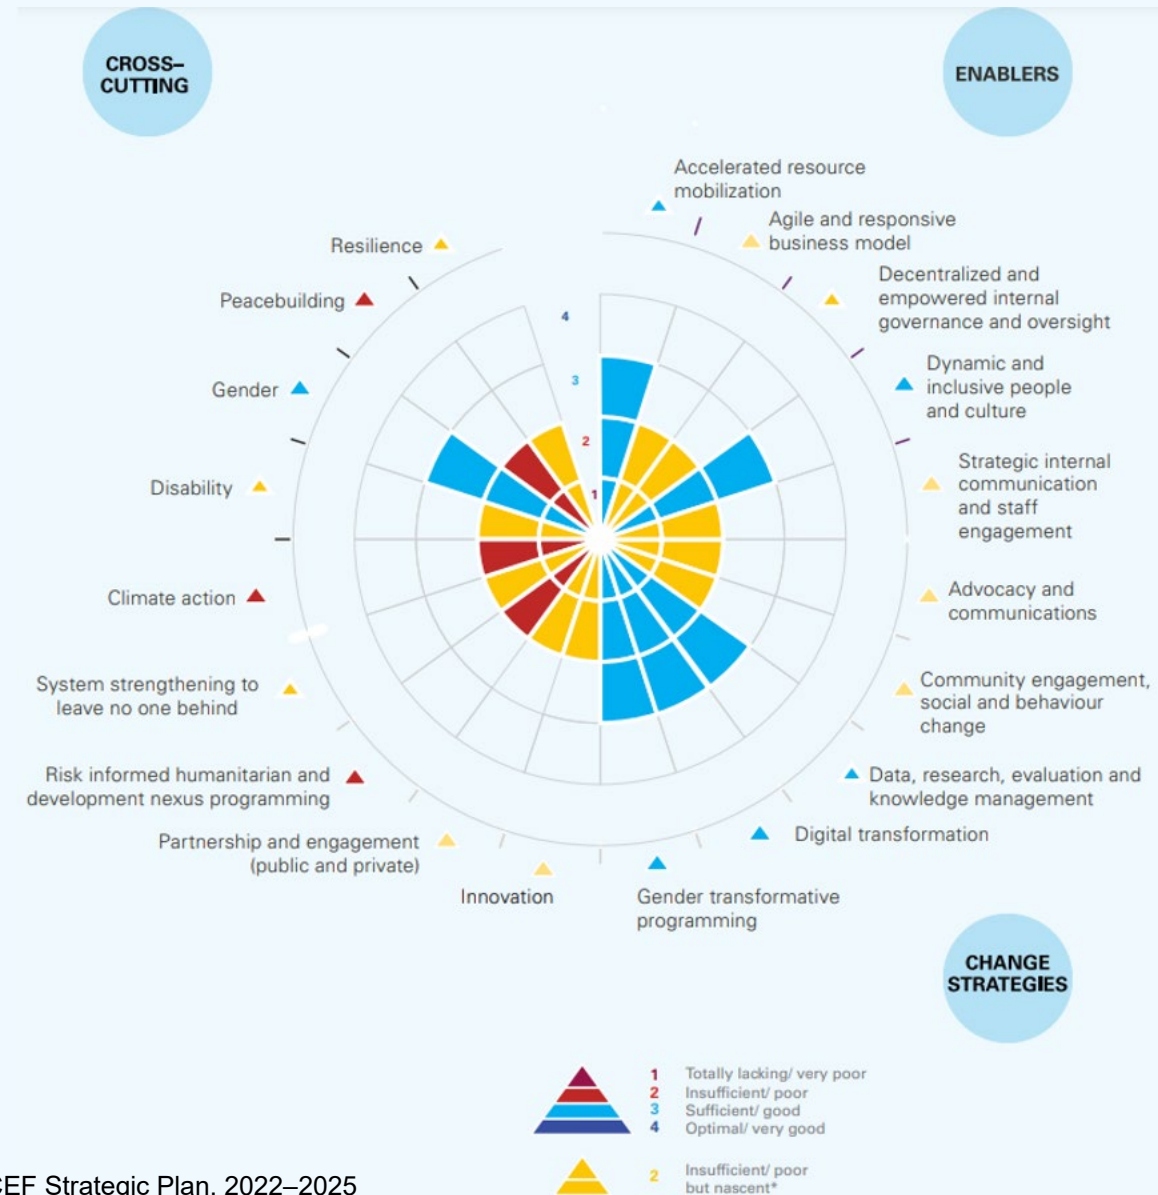 CROSS–
CUTTING
ENABLERS
Accelerated resource
mobilization
Agile and responsive
business model
Decentralized and
empowered internal
governance and oversight
Dynamic and
inclusive people
and culture
Strategic internal
communication
and staff
engagement
Advocacy and
communications
Community engagement,
social and behaviour
change
Data, research, evaluation and
knowledge management
Digital transformation
Gender transformative
programming
Innovation
Partnership and engagement
(public and private)
Risk informed humanitarian and
development nexus programming
System strengthening to
leave no one behind
Climate action
Disability
Gender
Peacebuilding
Resilience
4
3
2
1
CHANGE
STRATEGIES
1 Totally lacking/ very poor
2 Insufficient/ poor
3 Sufficient/ good
4 Optimal/ very good
2 Insufficient/ poor
but nascent*
CEF Strategic Plan, 2022–2025